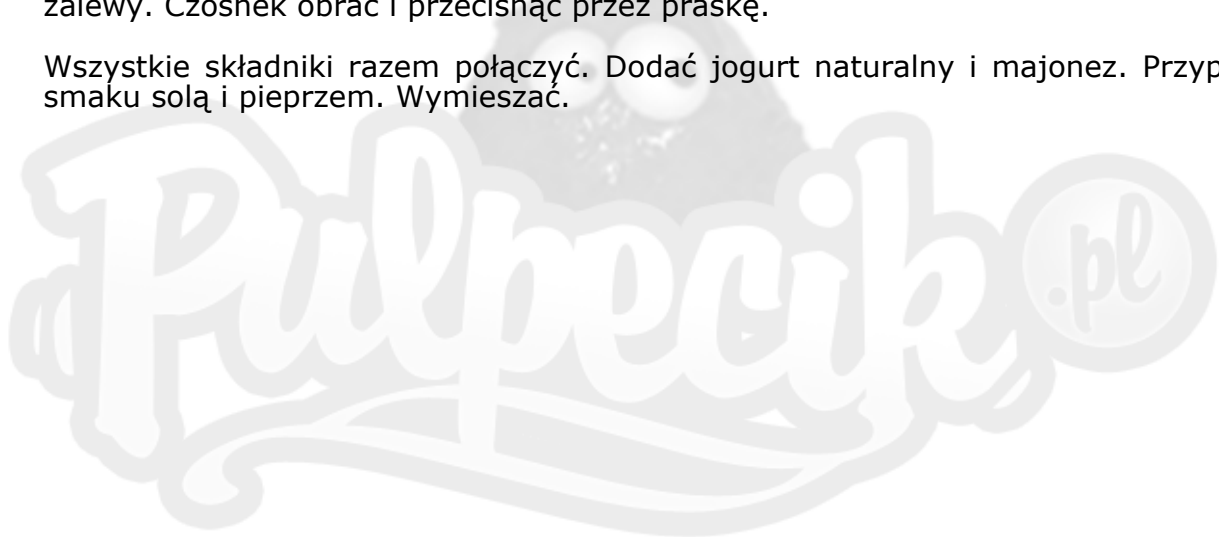 zalewy. Czosnek obrać i przecisnąć przez praskę.
Wszystkie składniki razem połączyć. Dodać jogurt naturalny i majonez. Przyp
smaku solą i pieprzem. Wymieszać.
Pulpecik .pl